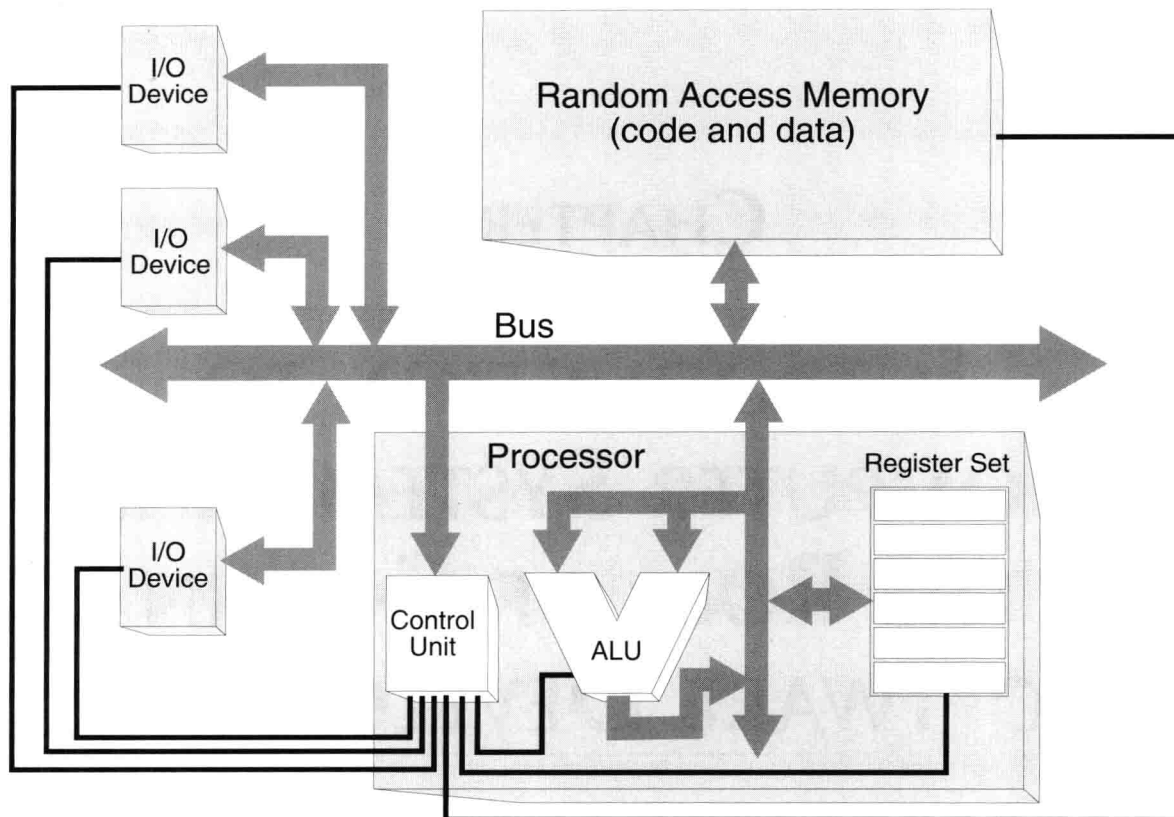 I/O
Device
Random Access Memory
(code and data)
I/O
Device
Bus
Processor
Register Set
I/O
Device
Control
Unit
ALU